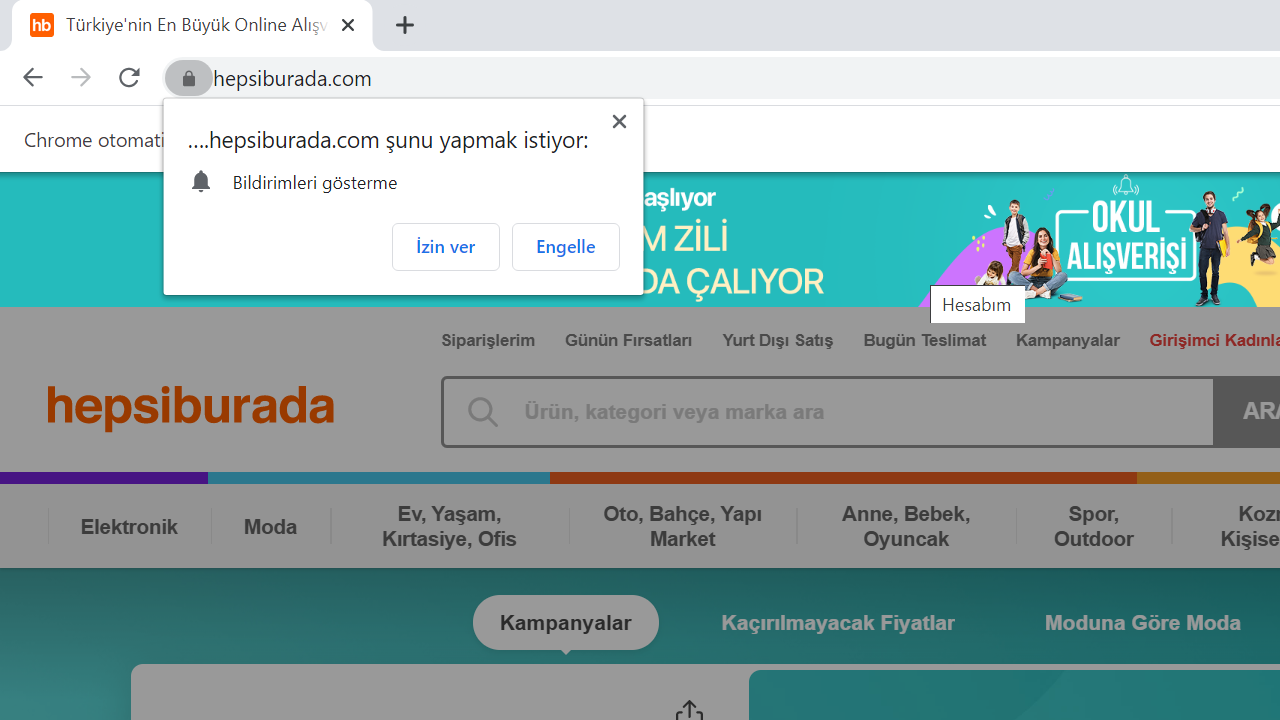 hb Türkiye'nin En Büyük Online Alışv
hepsiburada.com
Chrome otomati
....hepsiburada.com şunu yapmak istiyor:
Bildirimleri gösterme
İzin ver Engelle
aşlıyor
M ZİLİ
DA ÇALIYOR
OKUL
ALIŞVERİŞİ
Hesabım
Siparişlerim Günün Fırsatları Yurt Dışı Satış Bugün Teslimat Kampanyalar Girişimci Kadınla
hepsiburada
Ürün, kategori veya marka ara
ARA
Elektronik
Moda
Ev, Yaşam,
Kırtasiye, Ofis
Oto, Bahçe, Yapı
Market
Anne, Bebek,
Oyuncak
Spor,
Outdoor
Kozm
Kişise
Kampanyalar Kaçırılmayacak Fiyatlar Moduna Göre Moda